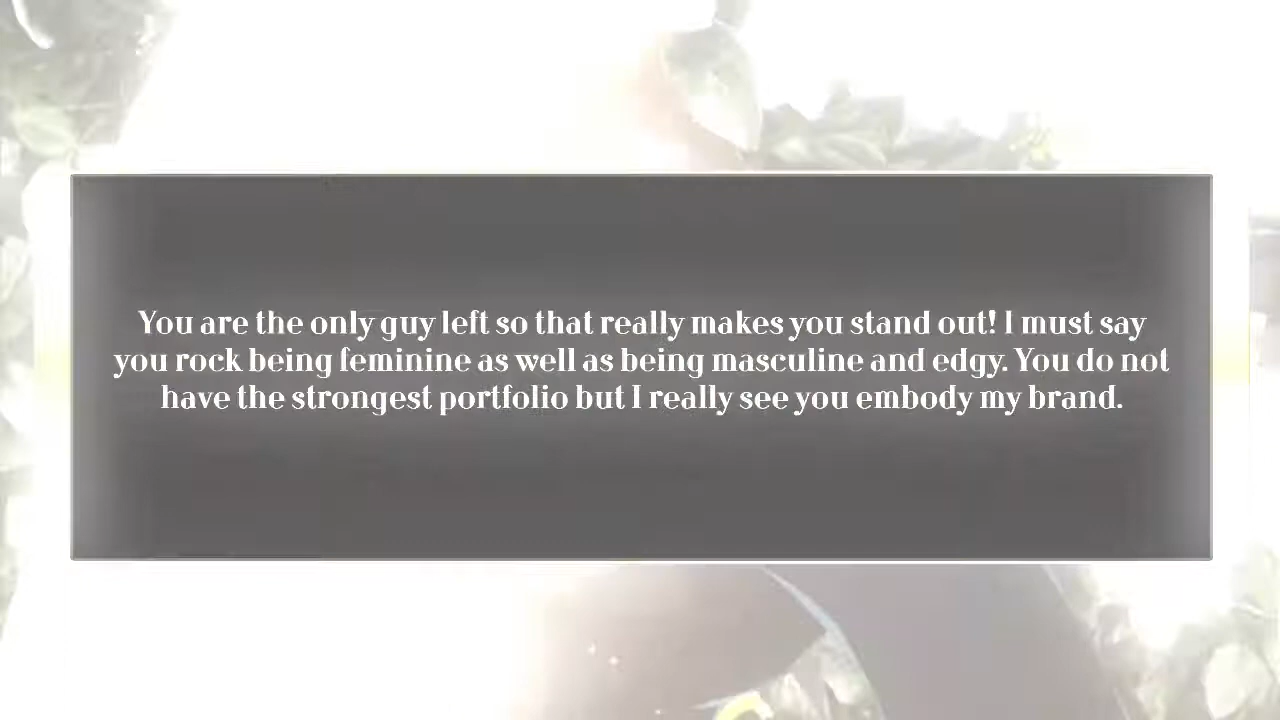 You are the only guy left so that really makes you stand out! I must say
you rock being feminine as well as being masculine and edgy. You do not
have the strongest portfolio but I really see you embody my brand.